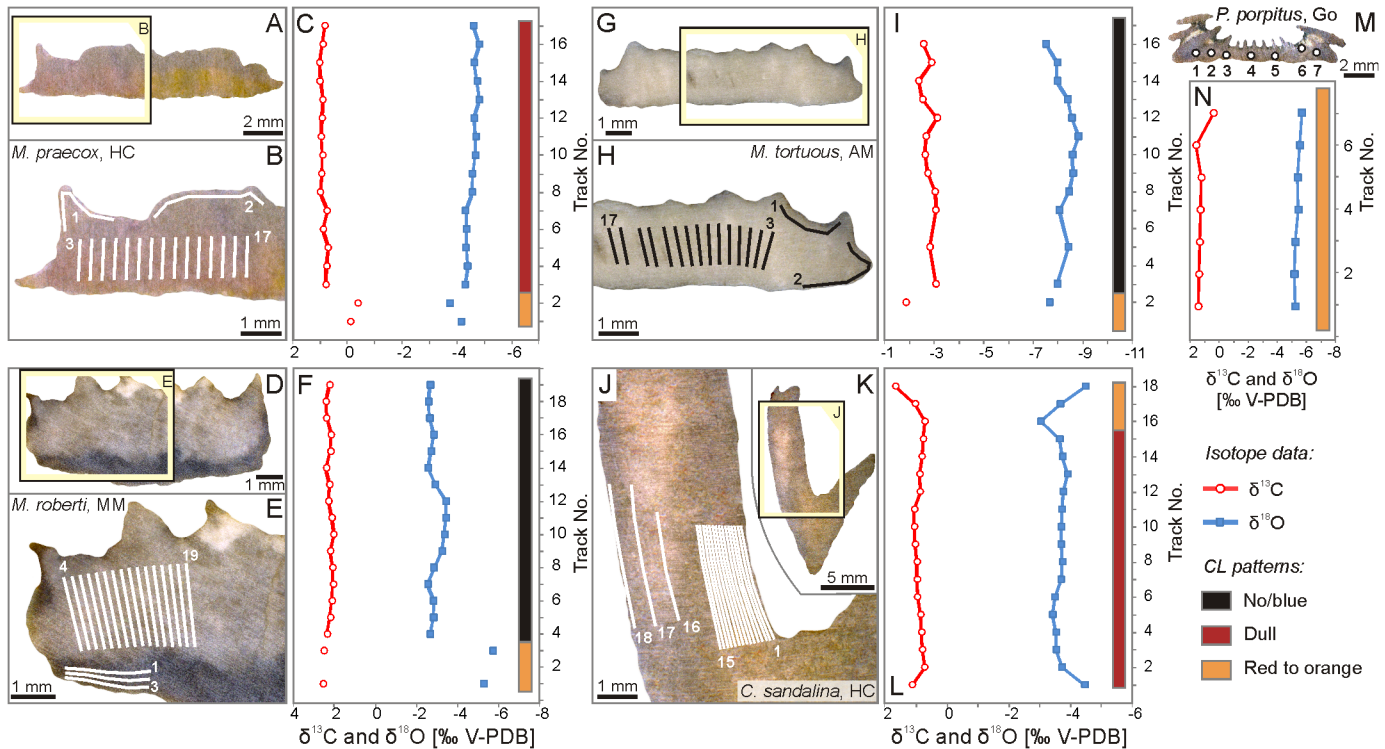 A
B
2 mm
M. praecox, HC
B
1
2
3
17
1 mm
C
16
14
12
10
8
6
4
2
Track No.
2
0
-2
-4
-6
D
E
1 mm
M. roberti, MM
E
4
19
1
3
1 mm
F
18
16
14
12
10
8
6
4
2
Track No.
4
2
0
-2
-4
-6
-8
δ¹³C and δ¹⁸O [‰ V-PDB]
G
H
1 mm
H
M. tortuous, AM
17
3
1
2
1 mm
I
16
14
12
10
8
6
4
2
Track No.
1
-1
-3
-5
-7
-9
-11
J
K
J
5 mm
18
17
16
15
1
1 mm
C. sandalina, HC
L
18
16
14
12
10
8
6
4
2
Track No.
2
0
-2
-4
-6
δ¹³C and δ¹⁸O [‰ V-PDB]
P. porpitus, Go
M
1 2 3 4 5 6 7
2 mm
N
6
4
2
Track No.
2
0
-2
-4
-6
-8
δ¹³C and δ¹⁸O
[‰ V-PDB]
Isotope data:
δ¹³C
δ¹⁸O
CL patterns:
No/blue
Dull
Red to orange